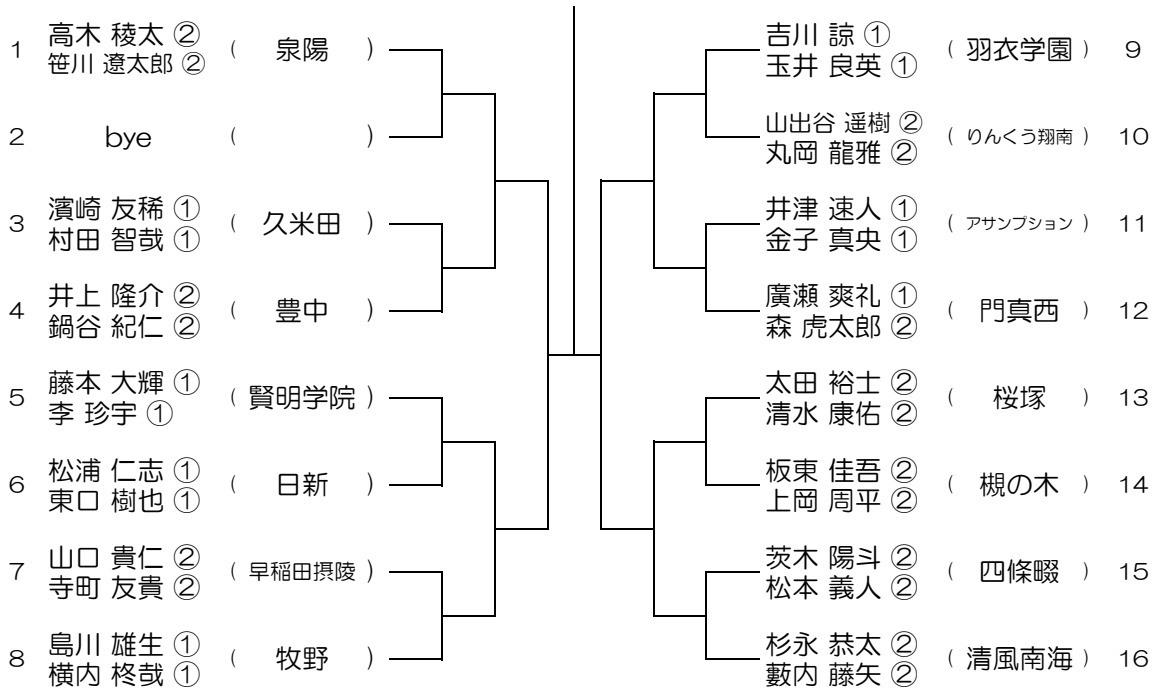 1 高木 稜太 ② ( 泉陽 )
笹川 遼太郎 ②
2 bye ( )
3 濱崎 友稀 ① ( 久米田 )
村田 智哉 ①
4 井上 隆介 ② ( 豊中 )
鍋谷 紀仁 ②
5 藤本 大輝 ① ( 賢明学院 )
李 珍宇 ①
6 松浦 仁志 ① ( 日新 )
東口 樹也 ①
7 山口 貴仁 ② ( 早稲田摂陵 )
寺町 友貴 ②
8 島川 雄生 ① ( 牧野 )
横内 柊哉 ①
吉川 諒 ① ( 羽衣学園 ) 9
玉井 良英 ①
山出谷 遥樹 ② ( りんくう翔南 ) 10
丸岡 龍雅 ②
井津 速人 ① ( アサンプション ) 11
金子 真央 ①
廣瀬 爽礼 ① ( 門真西 ) 12
森 虎太郎 ②
太田 裕士 ② ( 桜塚 ) 13
清水 康佑 ②
板東 佳吾 ② ( 槻の木 ) 14
上岡 周平 ②
茨木 陽斗 ② ( 四條畷 ) 15
松本 義人 ②
杉永 恭太 ② ( 清風南海 ) 16
藪内 藤矢 ②